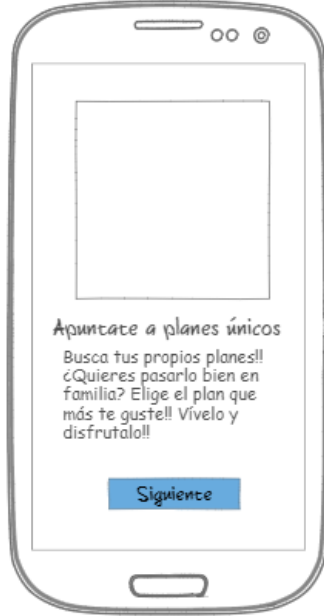 Apuntate a planes únicos
Busca tus propios planes!!
¿Quieres pasarlo bien en
familia? Elige el plan que
más te guste!! Vívelo y
disfrutalo!!
Siguiente